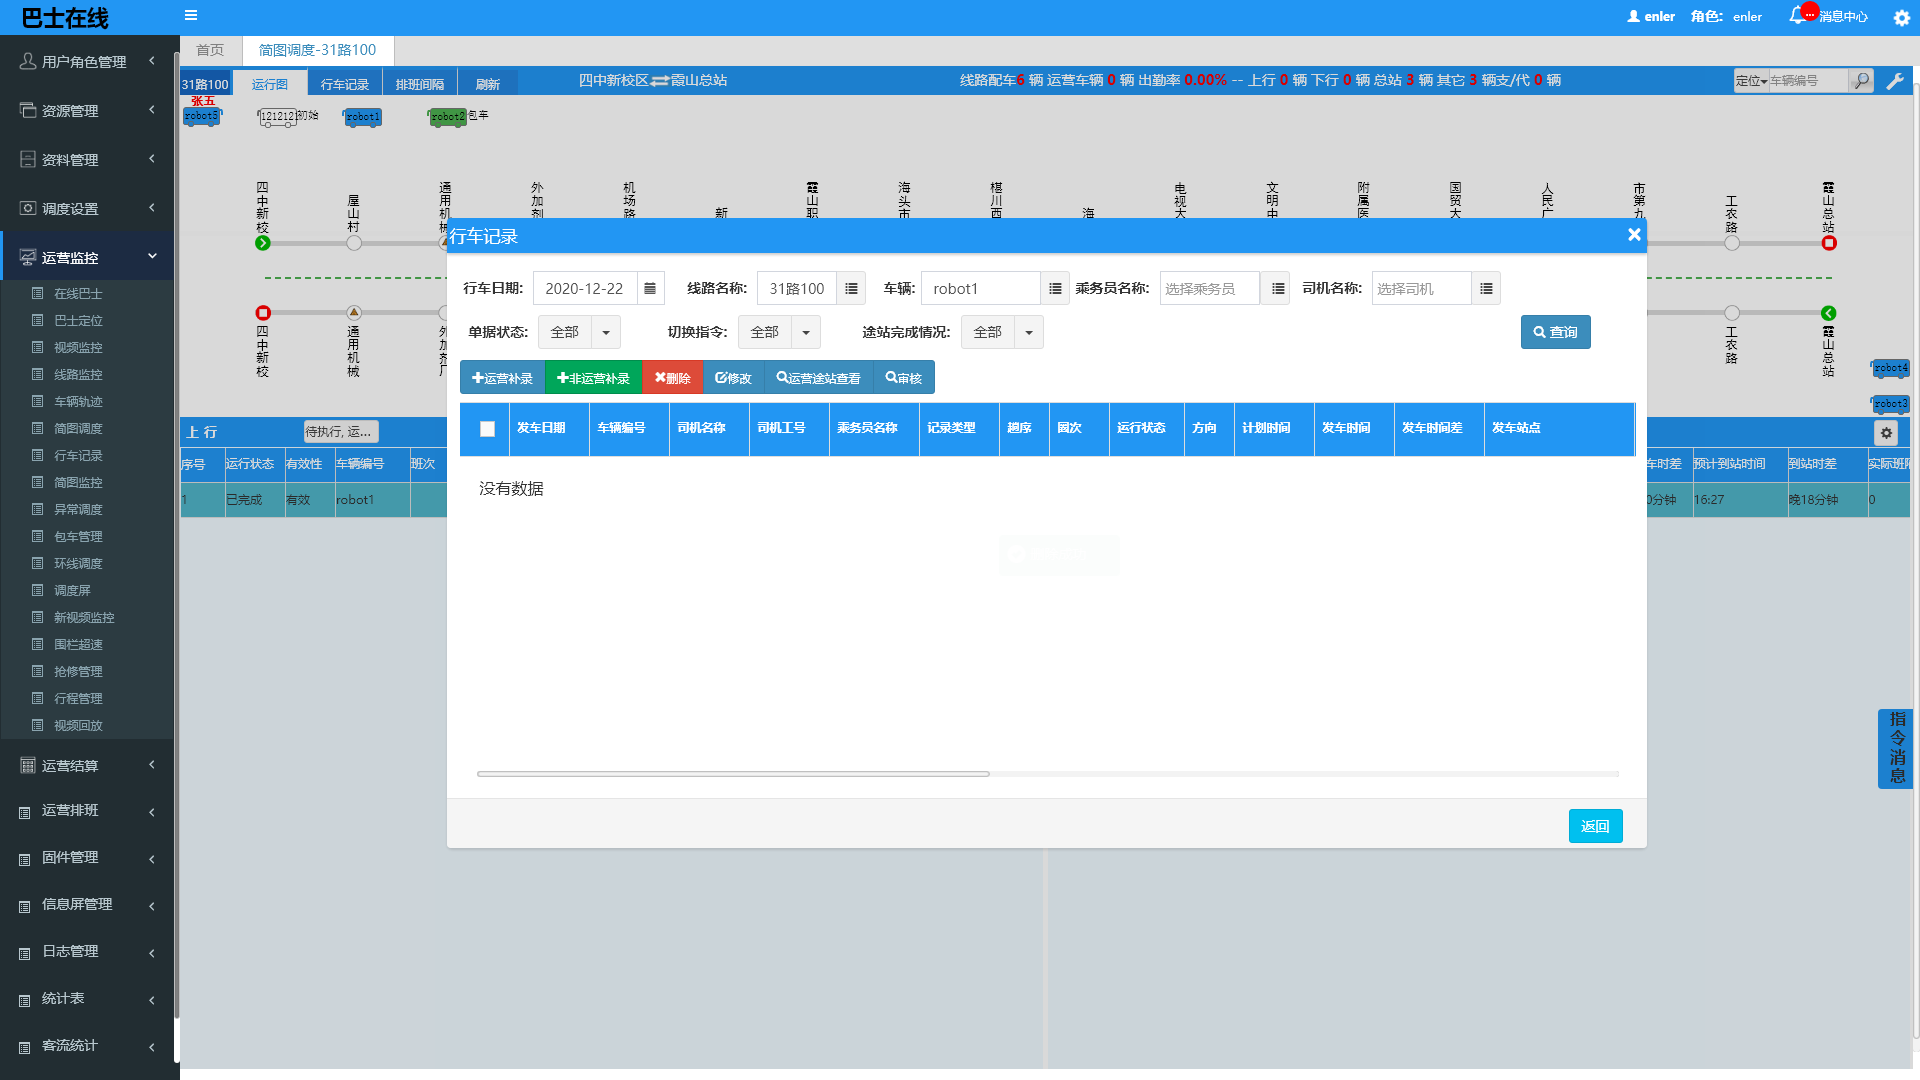 巴士在线
enler 角色: enler
消息中心
用户角色管理
资源管理
资料管理
调度设置
运营监控
在线巴士
巴士定位
视频监控
线路监控
车辆轨迹
简图调度
行车记录
简图监控
异常调度
包车管理
环线调度
调度屏
新视频监控
围栏超速
抢修管理
行程管理
视频回放
运营结算
运营排班
固件管理
信息屏管理
日志管理
统计表
客流统计
首页 简图调度-31路100
31路100 运行图 行车记录 排班间隔 刷新
四中新校区 霞山总站
线路配车6 辆 运营车辆 0 辆 出勤率 0.00% -- 上行 0 辆 下行 0 辆 总站 3 辆 其它 3 辆支/代 0 辆
定位 车辆编号
张五
robot5 1212121初始 robot1 robot2包车
四中新校
屋山村
通用机械
外加剂
机场路
新
霞山职
海头市
椹川西
海
电视大
文明中
附属医
国贸大
人民广
市第九
工农路
霞山总站
四中新校
通用机械
外加剂厂
工农路
霞山总站
robot4
robot3
上行 待执行, 运...
序号 运行状态 有效性 车辆编号 班次
1 已完成 有效 robot1
车时差 预计到站时间 到站时差 实际班
0分钟 16:27 晚18分钟 0
指令消息
行车记录
行车日期: 2020-12-22 线路名称: 31路100 车辆: robot1 乘务员名称: 选择乘务员 司机名称: 选择司机
单据状态: 全部 切换指令: 全部 途站完成情况: 全部 查询
运营补录 非运营补录 删除 修改 运营途站查看 审核
发车日期 车辆编号 司机名称 司机工号 乘务员名称 记录类型 趟序 圈次 运行状态 方向 计划时间 发车时间 发车时间差 发车站点
没有数据
返回